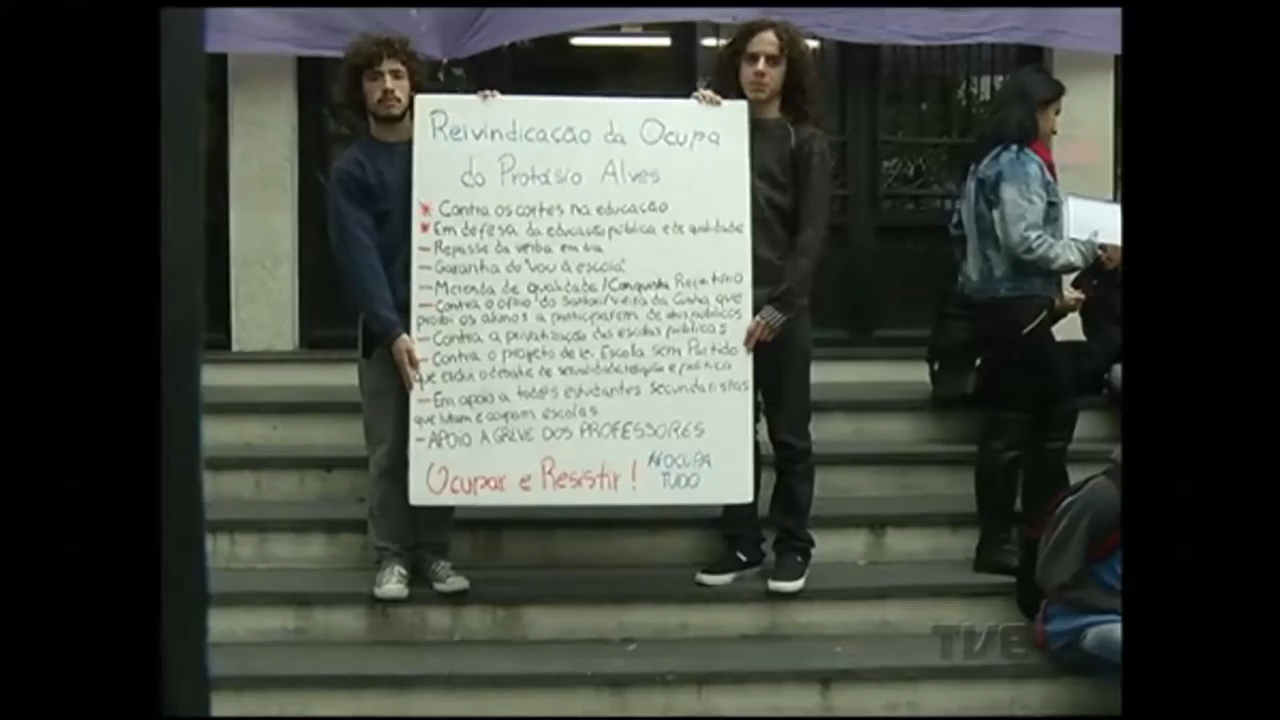 Reivindicação da Ocupa
do Protásio Alves
* Contra os cortes na educação
* Em defesa da educação pública e de qualidade
- Repasse da verba em dia
- Garantia do "vou à escola"
- Merenda de qualidade / Conquista Refeitório
- Contra o ofício do Vieira da Cunha que
proibi os alunos a participarem de atos públicos
- Contra a privatização das escolas públicas
- Contra o projeto de lei Escola sem Partido
que exclui o debate de sexualidade, religião e política
- Em apoio a todos estudantes secundaristas
que lutam e ocupam escolas.
- APOIO A GREVE DOS PROFESSORES
Ocupar e Resistir!
#OCUPA
TUDO
TVE